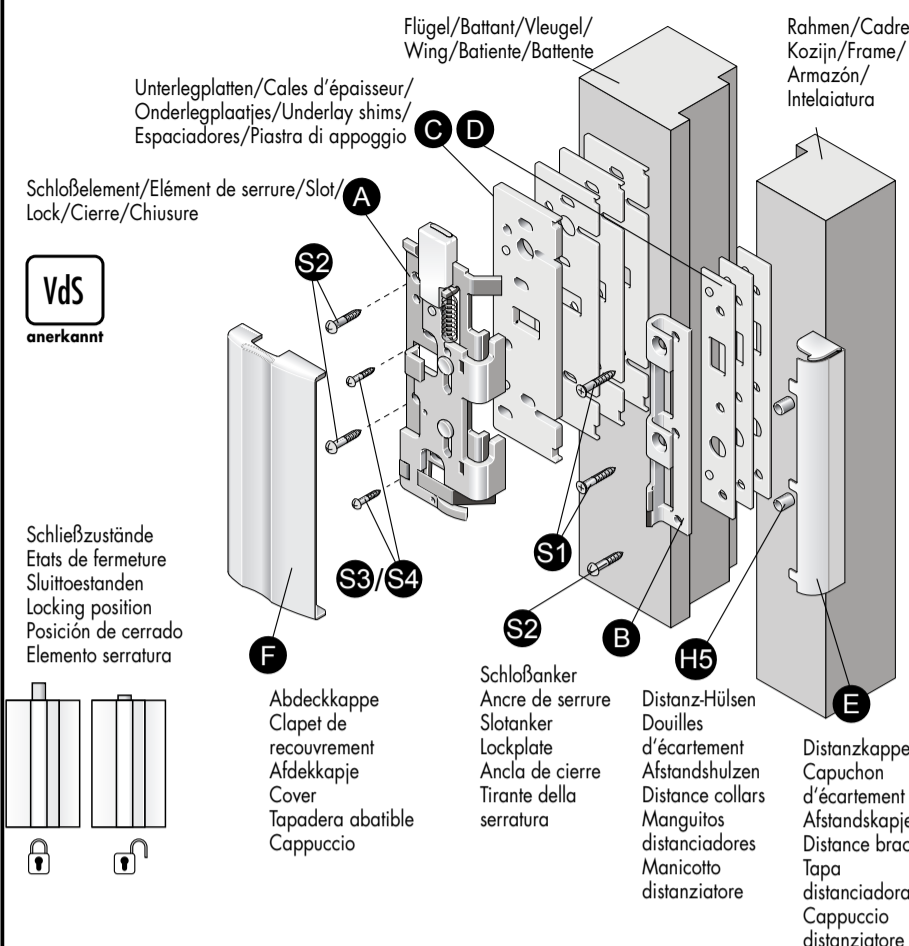 Flügel/Battant/Vleugel/
Wing/Batiente/Battente
Rahmen/Cadre
Kozijn/Frame/
Armazón/
Intelaiatura
Unterlegplatten/Cales d'épaisseur/
Onderlegplaatjes/Underlay shims/
Espaciadores/Piastra di appoggio
C
D
Schloßelement/Elément de serrure/Slot/
Lock/Cierre/Chiusure
A
VdS
anerkannt
S2
S1
S3/S4
S2
F
B
H5
E
Schließzustände
Etats de fermeture
Sluittoestanden
Locking position
Posición de cerrado
Elemento serratura
Abdeckkappe
Clapet de
recouvrement
Afdekkapje
Cover
Tapadera abatible
Cappuccio
Schloßanker
Ancre de serrure
Slotanker
Lockplate
Ancla de cierre
Tirante della
serratura
Distanz-Hülsen
Douilles
d'écartement
Afstandshulzen
Distance collars
Manguitos
distanciadores
Manicotto
distanziatore
Distanzkappe
Capuchon
d'écartement
Afstandskapje
Distance brac
Tapa
distanciadora
Cappuccio
distanziatore